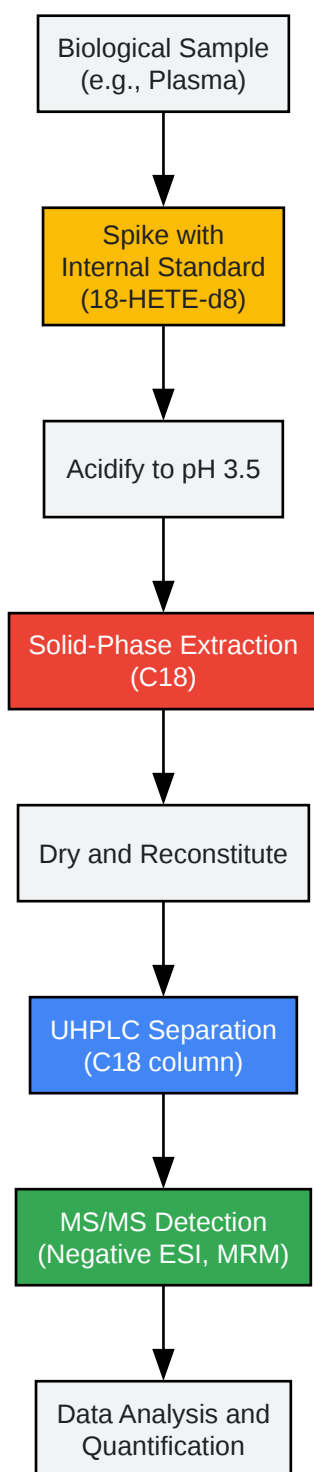 Biological Sample
(e.g., Plasma)
Spike with
Internal Standard
(18-HETE-d8)
Acidify to pH 3.5
Solid-Phase Extraction
(C18)
Dry and Reconstitute
UHPLC Separation
(C18 column)
MS/MS Detection
(Negative ESI, MRM)
Data Analysis and
Quantification